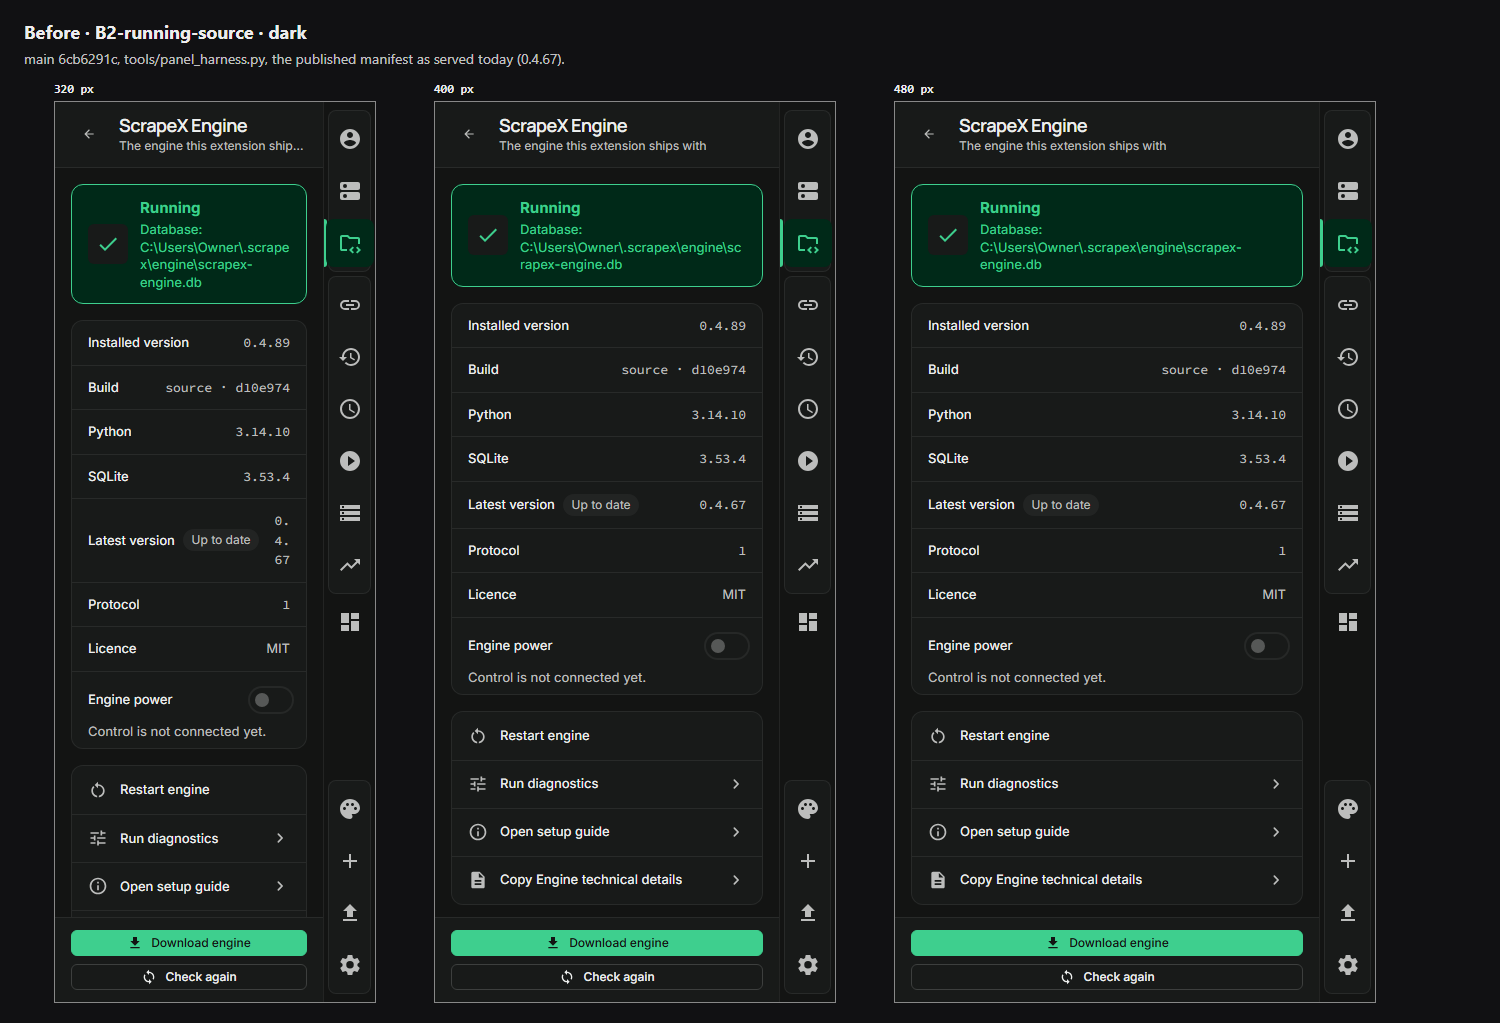 Before · B2-running-source · dark
main 6cb6291c, tools/panel_harness.py, the published manifest as served today (0.4.67).
320 px
ScrapeX Engine
The engine this extension ship...
Running
Database:
C:\Users\Owner\.scrape
x\engine\scrapex-
engine.db
Installed version 0.4.89
Build source · d10e974
Python 3.14.10
SQLite 3.53.4
Latest version Up to date 0.
4.
67
Protocol 1
Licence MIT
Engine power
Control is not connected yet.
Restart engine
Run diagnostics
Open setup guide
Download engine
Check again
400 px
ScrapeX Engine
The engine this extension ships with
Running
Database:
C:\Users\Owner\.scrapex\engine\sc
rapex-engine.db
Installed version 0.4.89
Build source · d10e974
Python 3.14.10
SQLite 3.53.4
Latest version Up to date 0.4.67
Protocol 1
Licence MIT
Engine power
Control is not connected yet.
Restart engine
Run diagnostics
Open setup guide
Copy Engine technical details
Download engine
Check again
480 px
ScrapeX Engine
The engine this extension ships with
Running
Database:
C:\Users\Owner\.scrapex\engine\scrapex-
engine.db
Installed version 0.4.89
Build source · d10e974
Python 3.14.10
SQLite 3.53.4
Latest version Up to date 0.4.67
Protocol 1
Licence MIT
Engine power
Control is not connected yet.
Restart engine
Run diagnostics
Open setup guide
Copy Engine technical details
Download engine
Check again